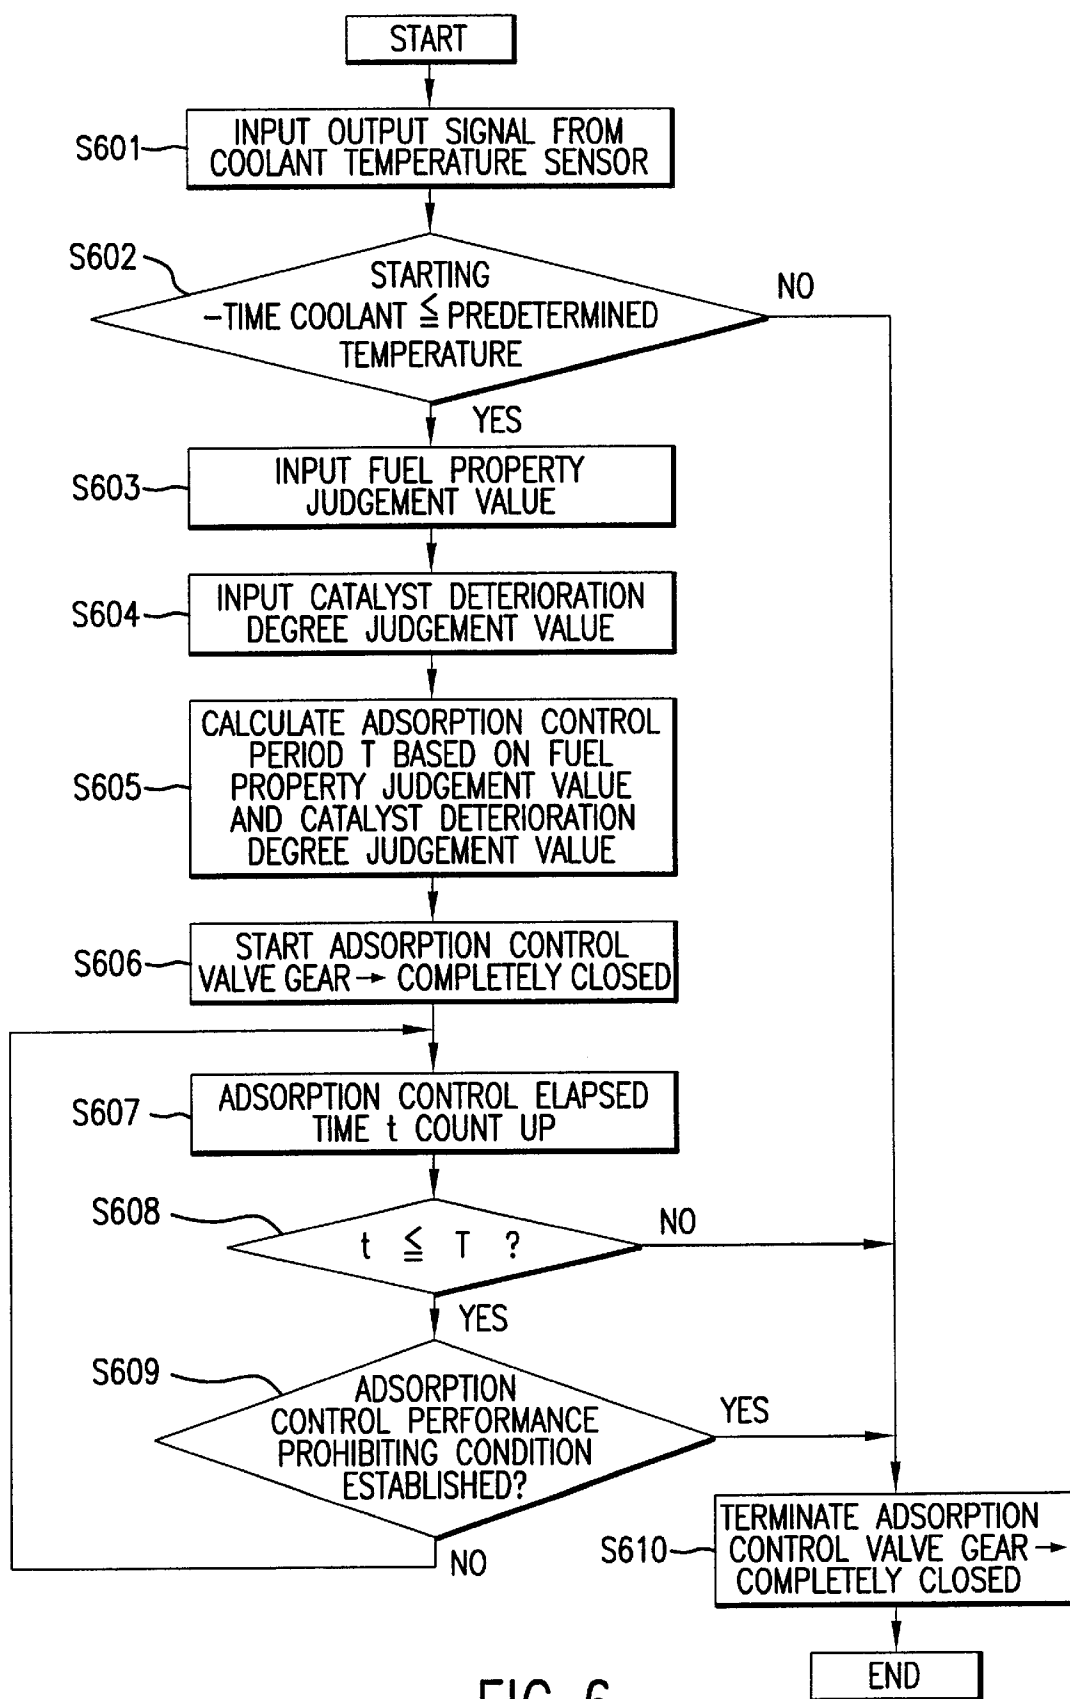 START
S601
INPUT OUTPUT SIGNAL FROM
COOLANT TEMPERATURE SENSOR
S602
STARTING
-TIME COOLANT ≦ PREDETERMINED
TEMPERATURE
NO
YES
S603
INPUT FUEL PROPERTY
JUDGEMENT VALUE
S604
INPUT CATALYST DETERIORATION
DEGREE JUDGEMENT VALUE
S605
CALCULATE ADSORPTION CONTROL
PERIOD T BASED ON FUEL
PROPERTY JUDGEMENT VALUE
AND CATALYST DETERIORATION
DEGREE JUDGEMENT VALUE
S606
START ADSORPTION CONTROL
VALVE GEAR → COMPLETELY CLOSED
S607
ADSORPTION CONTROL ELAPSED
TIME t COUNT UP
S608
t ≦ T ?
NO
YES
S609
ADSORPTION
CONTROL PERFORMANCE
PROHIBITING CONDITION
ESTABLISHED?
YES
NO
S610
TERMINATE ADSORPTION
CONTROL VALVE GEAR →
COMPLETELY CLOSED
END
FIG. 6